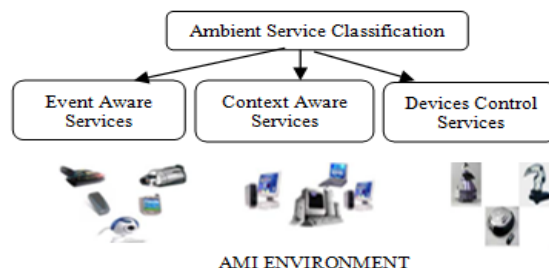 Ambient Service Classification
Event Aware
Services
Context Aware
Services
Devices Control
Services
AMI ENVIRONMENT